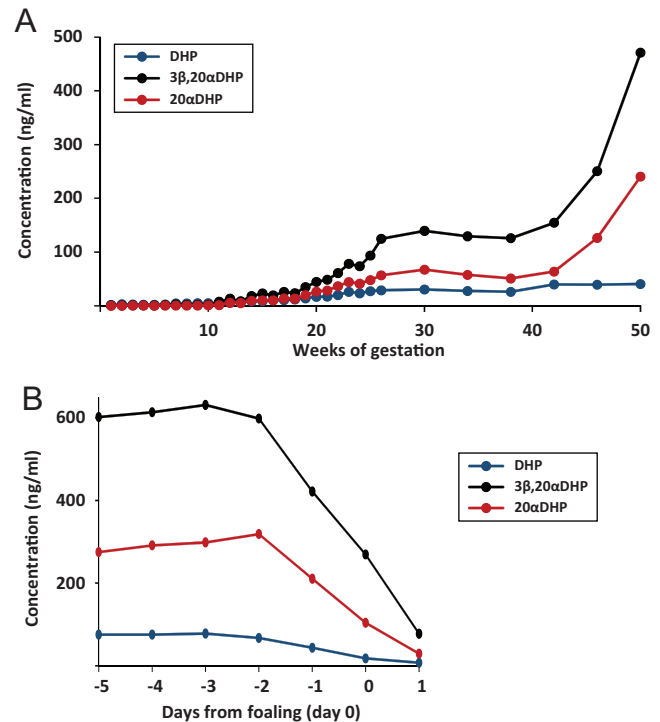 A
Concentration (ng/ml)
500
400
300
200
100
DHP
3β,20αDHP
20αDHP
10 20 30 40 50
Weeks of gestation
B
Concentration (ng/ml)
600
400
200
DHP
3β,20αDHP
20αDHP
-5 -4 -3 -2 -1 0 1
Days from foaling (day 0)